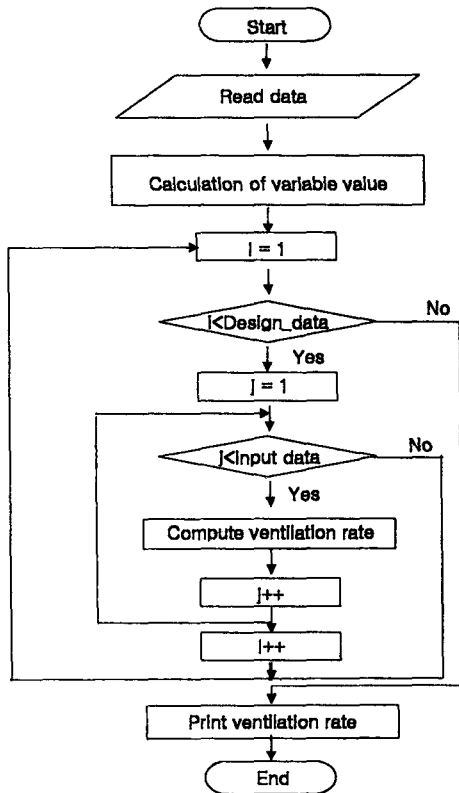 Start
Read data
Calculation of variable value
i = 1
i<Design_data
No
Yes
j = 1
j<Input data
No
Yes
Compute ventilation rate
j++
i++
Print ventilation rate
End